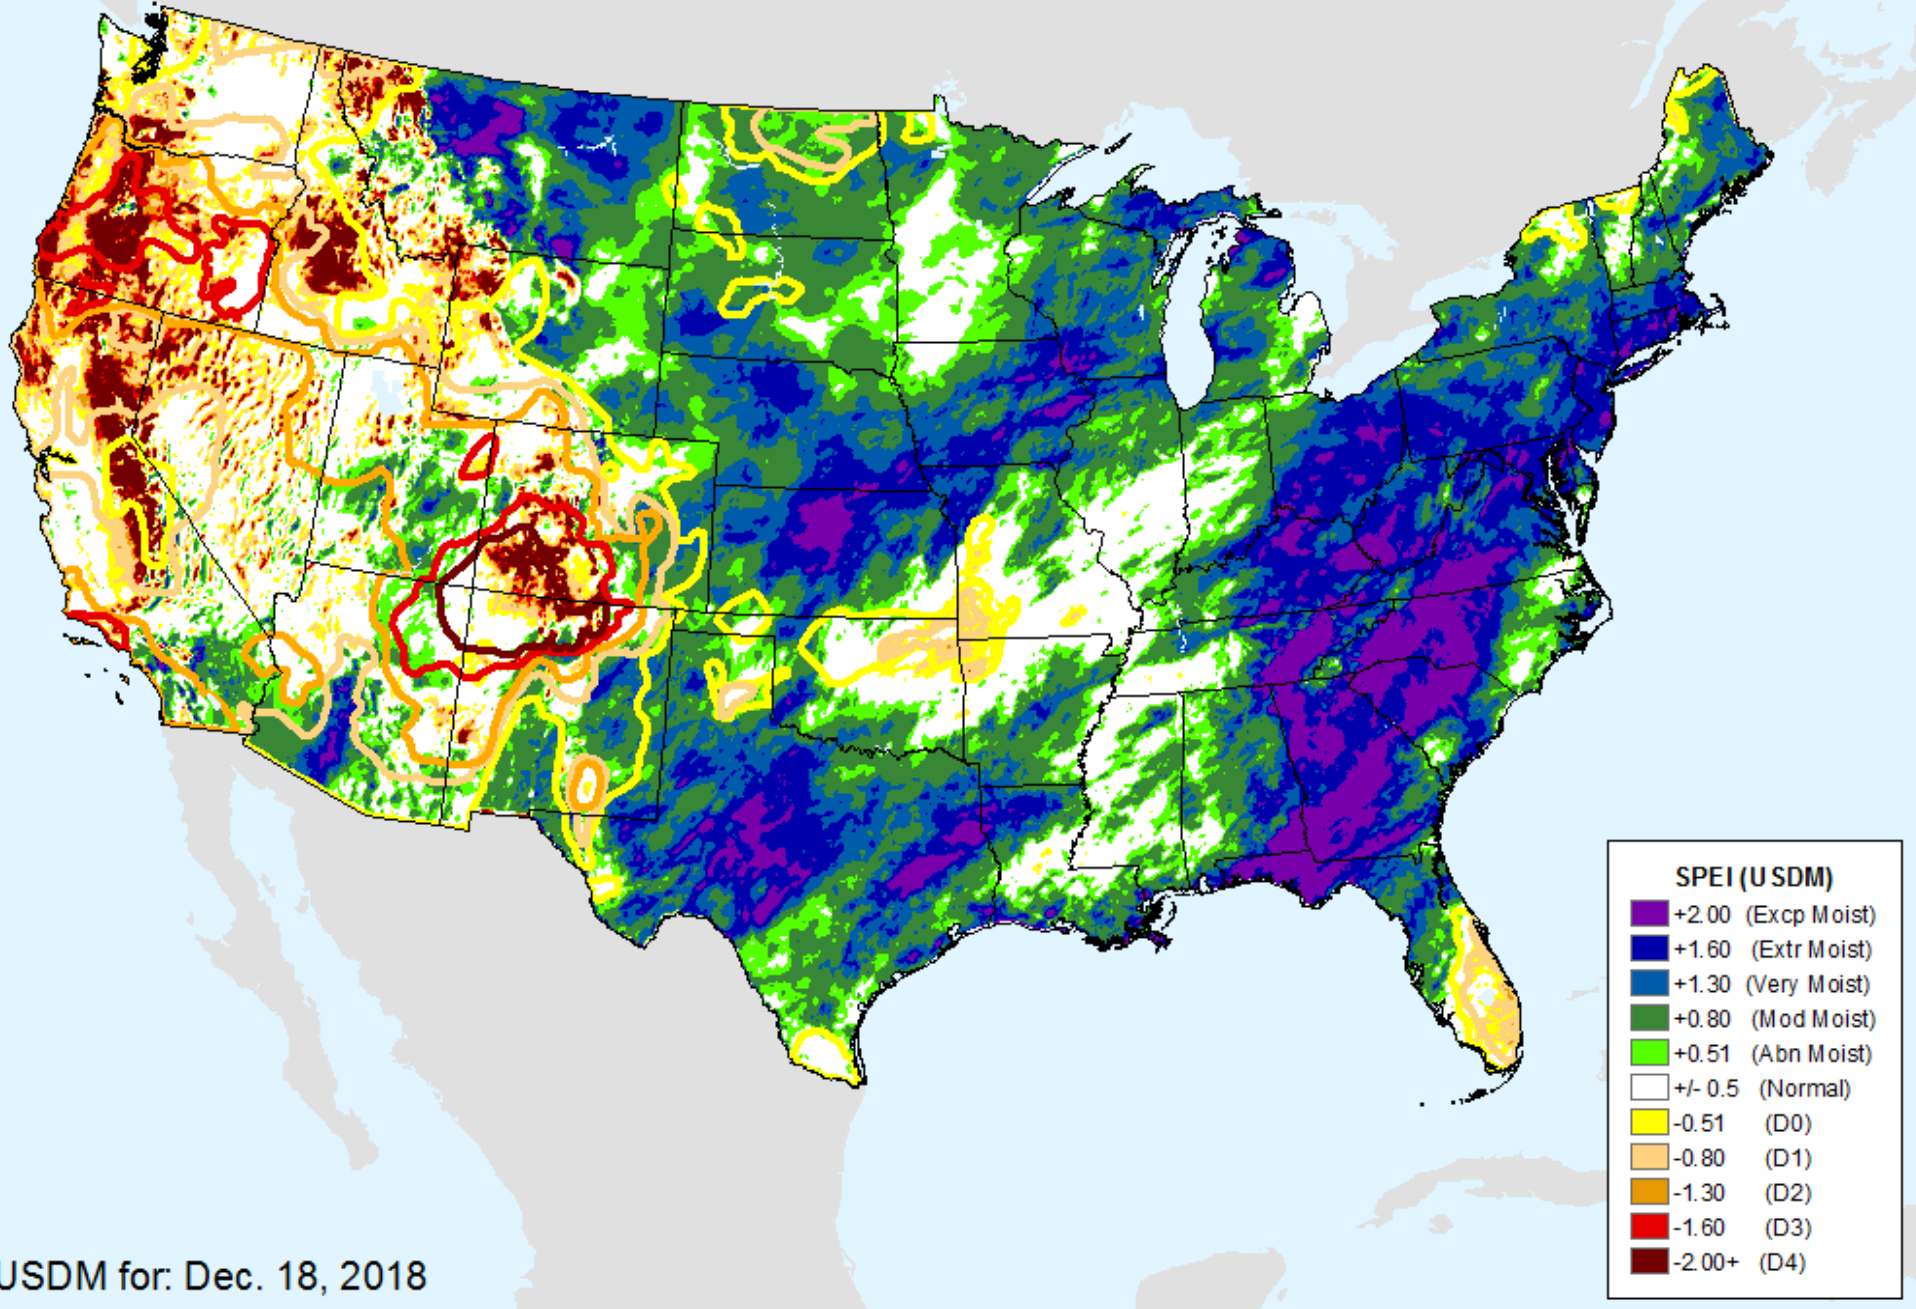 SPEI (USDM)
+2.00 (Excp Moist)
+1.60 (Extr Moist)
+1.30 (Very Moist)
+0.80 (Mod Moist)
+0.51 (Abn Moist)
+/- 0.5 (Normal)
-0.51 (D0)
-0.80 (D1)
-1.30 (D2)
-1.60 (D3)
-2.00+ (D4)
USDM for: Dec. 18, 2018